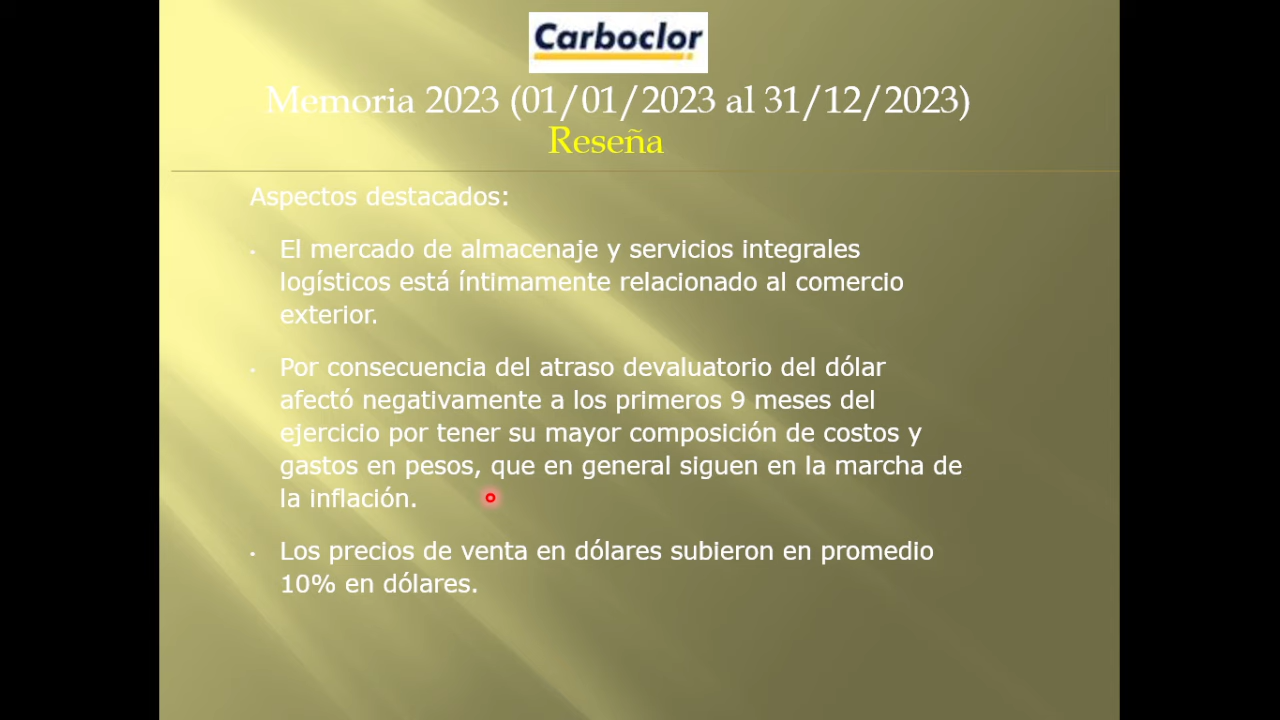 Carboclor
Memoria 2023 (01/01/2023 al 31/12/2023)
Reseña
Aspectos destacados:
• El mercado de almacenaje y servicios integrales
logísticos está íntimamente relacionado al comercio
exterior.
• Por consecuencia del atraso devaluatorio del dólar
afectó negativamente a los primeros 9 meses del
ejercicio por tener su mayor composición de costos y
gastos en pesos, que en general siguen en la marcha de
la inflación.
• Los precios de venta en dólares subieron en promedio
10% en dólares.